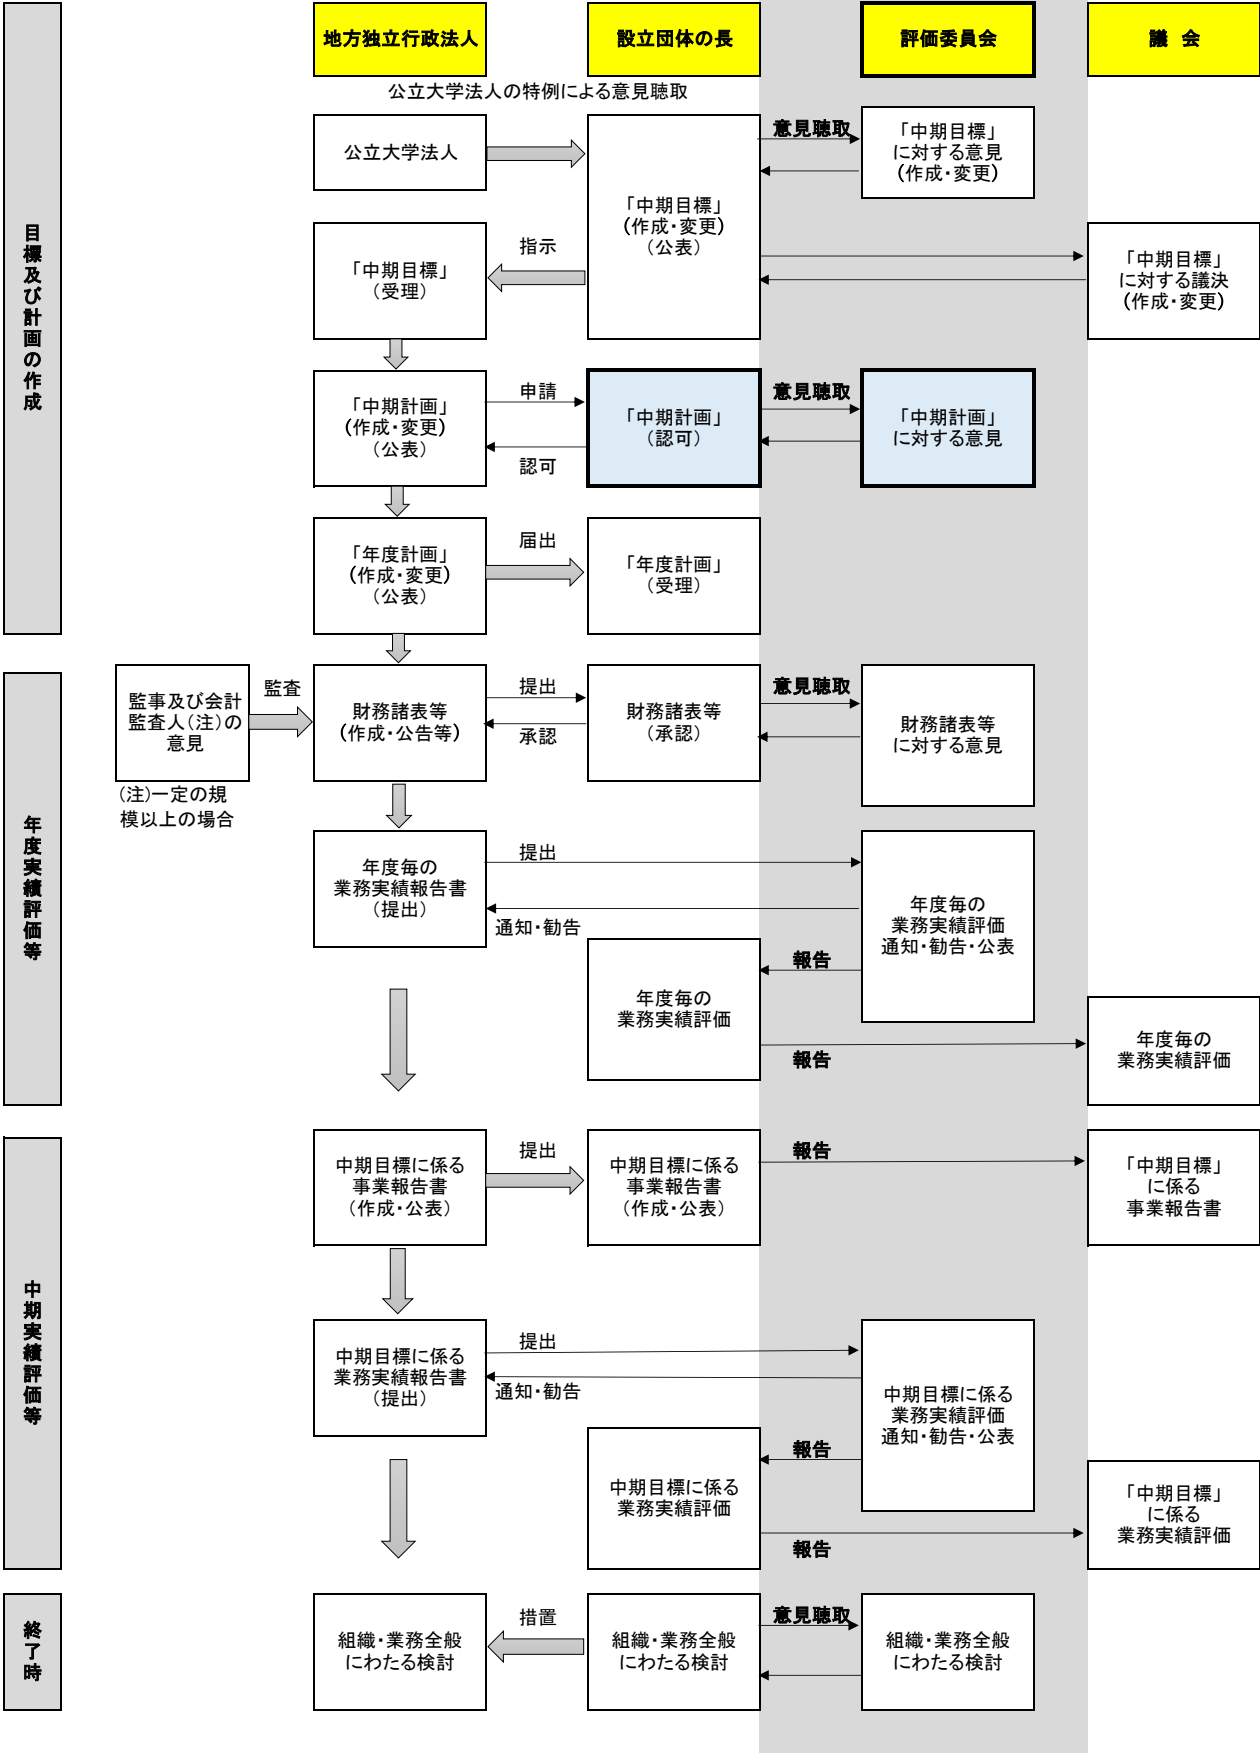 地方独立行政法人
設立団体の長
評価委員会
議 会
公立大学法人の特例による意見聴取
目標及び計画の作成
公立大学法人
意見聴取
「中期目標」
に対する意見
(作成・変更)
「中期目標」
(作成・変更)
(公表)
指示
「中期目標」
(受理)
「中期目標」
に対する議決
(作成・変更)
「中期計画」
(作成・変更)
(公表)
申請
認可
「中期計画」
(認可)
意見聴取
「中期計画」
に対する意見
「年度計画」
(作成・変更)
(公表)
届出
「年度計画」
(受理)
年度実績評価等
監事及び会計
監査人(注)の
意見
(注)一定の規
模以上の場合
監査
財務諸表等
(作成・公告等)
提出
承認
財務諸表等
(承認)
意見聴取
財務諸表等
に対する意見
年度毎の
業務実績報告書
(提出)
提出
通知・勧告
年度毎の
業務実績評価
通知・勧告・公表
報告
年度毎の
業務実績評価
報告
年度毎の
業務実績評価
中期実績評価等
中期目標に係る
事業報告書
(作成・公表)
提出
中期目標に係る
事業報告書
(作成・公表)
報告
「中期目標」
に係る
事業報告書
中期目標に係る
業務実績報告書
(提出)
提出
通知・勧告
中期目標に係る
業務実績評価
通知・勧告・公表
報告
中期目標に係る
業務実績評価
報告
「中期目標」
に係る
業務実績評価
終了時
組織・業務全般
にわたる検討
措置
組織・業務全般
にわたる検討
意見聴取
組織・業務全般
にわたる検討